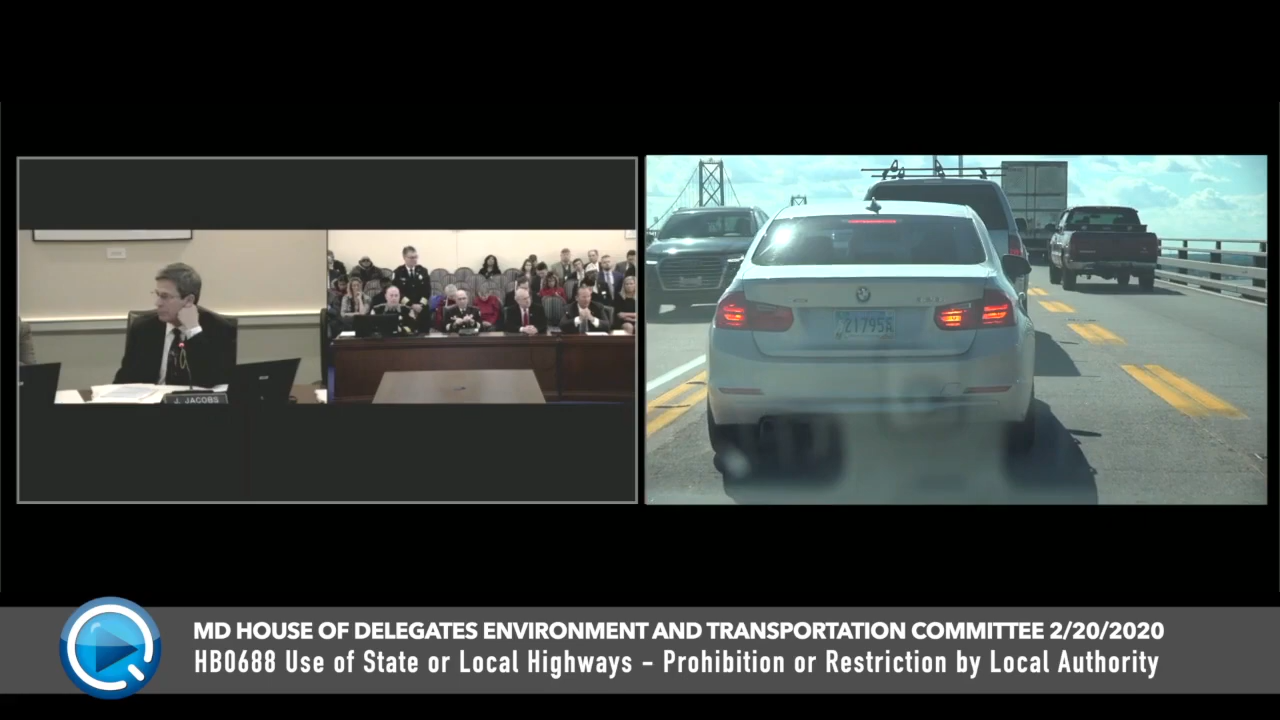 J. JACOBS
21795A
MD HOUSE OF DELEGATES ENVIRONMENT AND TRANSPORTATION COMMITTEE 2/20/2020
HB0688 Use of State or Local Highways – Prohibition or Restriction by Local Authority